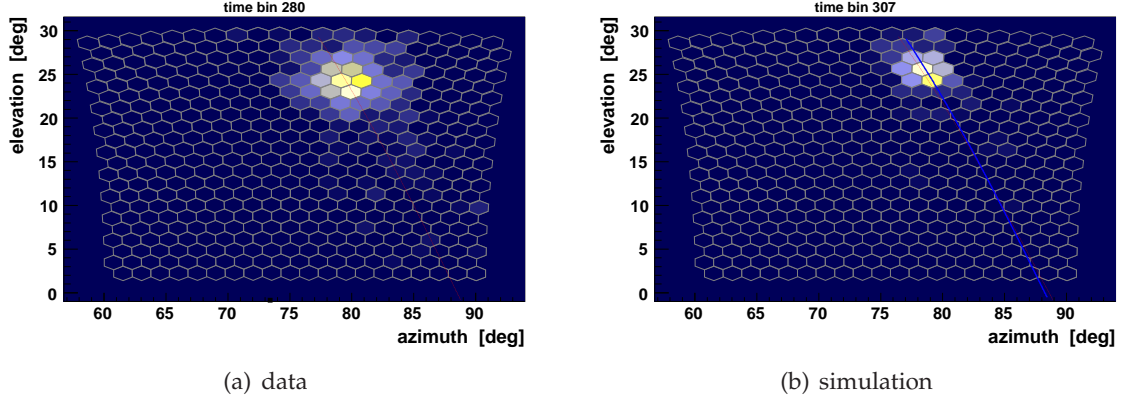 time bin 280
elevation [deg]
30
25
20
15
10
5
0
60 65 70 75 80 85 90
azimuth [deg]
(a) data
time bin 307
elevation [deg]
30
25
20
15
10
5
0
60 65 70 75 80 85 90
azimuth [deg]
(b) simulation